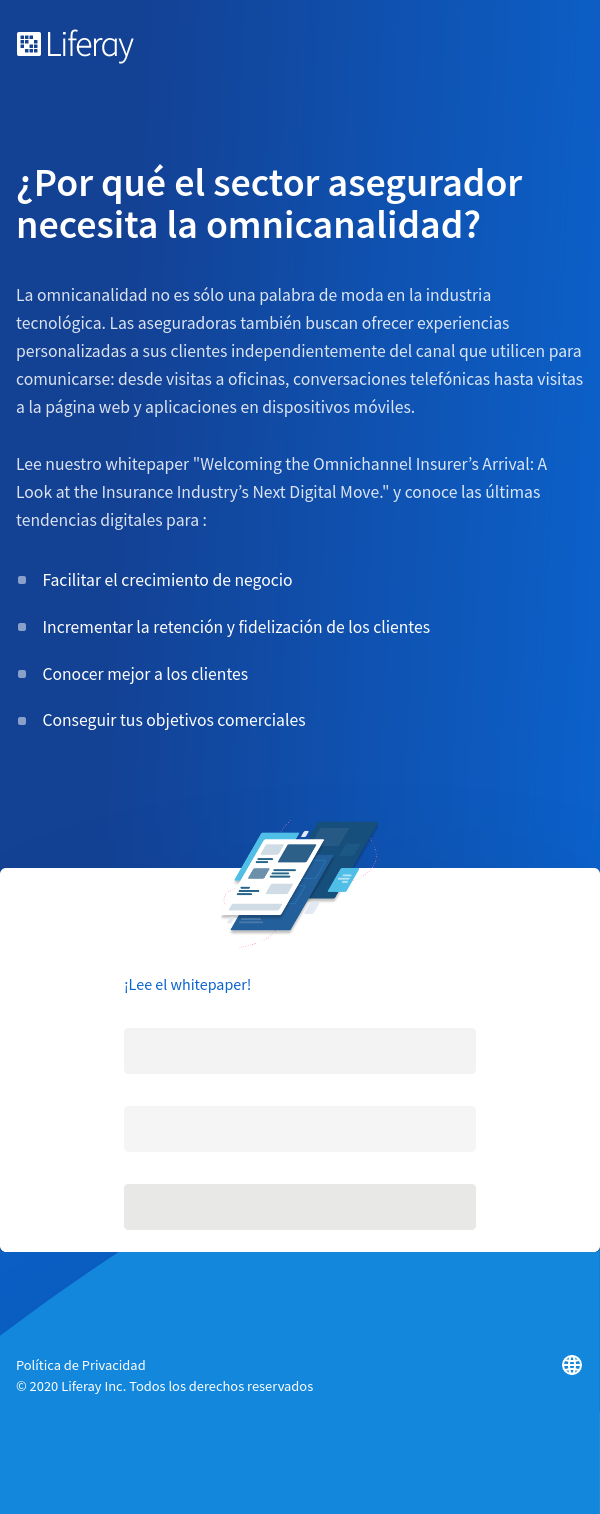 Liferay
¿Por qué el sector asegurador
necesita la omnicanalidad?
La omnicanalidad no es sólo una palabra de moda en la industria
tecnológica. Las aseguradoras también buscan ofrecer experiencias
personalizadas a sus clientes independientemente del canal que utilicen para
comunicarse: desde visitas a oficinas, conversaciones telefónicas hasta visitas
a la página web y aplicaciones en dispositivos móviles.
Lee nuestro whitepaper "Welcoming the Omnichannel Insurer’s Arrival: A
Look at the Insurance Industry’s Next Digital Move." y conoce las últimas
tendencias digitales para :
Facilitar el crecimiento de negocio
Incrementar la retención y fidelización de los clientes
Conocer mejor a los clientes
Conseguir tus objetivos comerciales
¡Lee el whitepaper!
Política de Privacidad
© 2020 Liferay Inc. Todos los derechos reservados